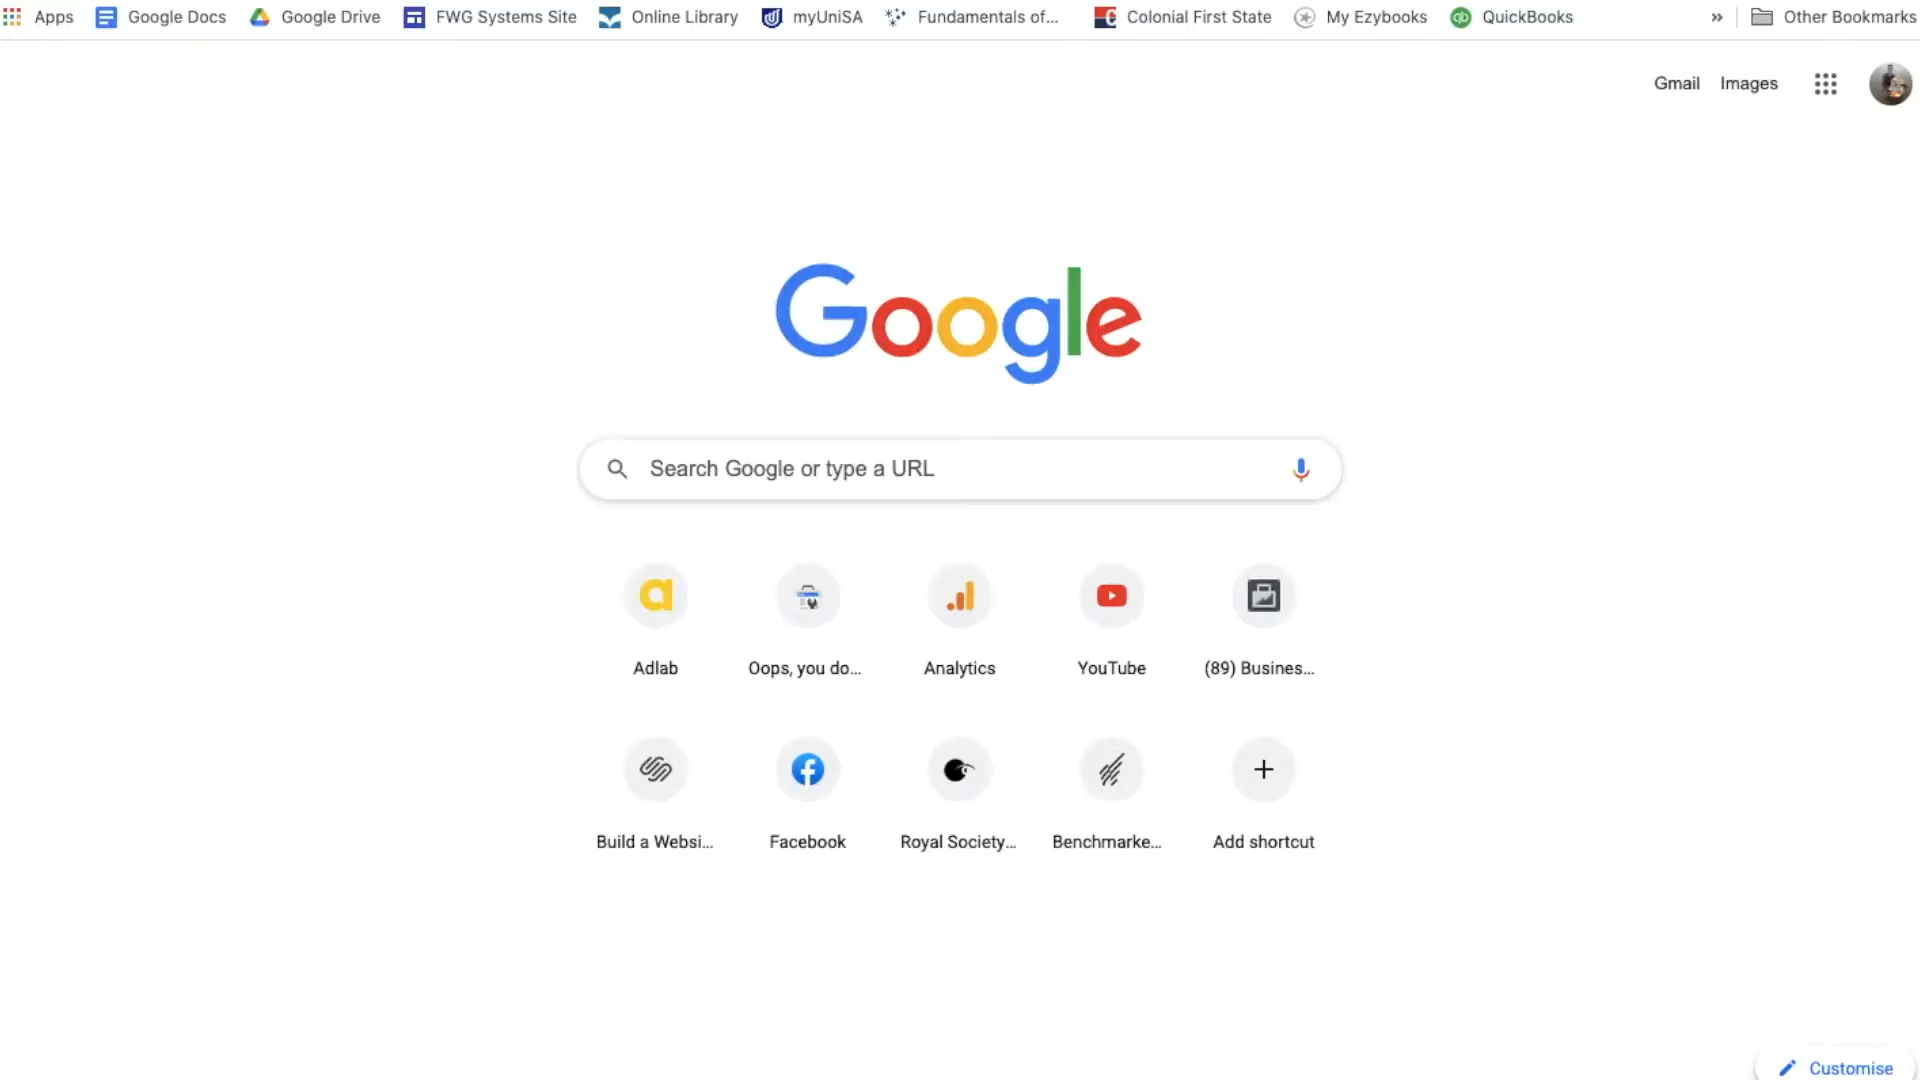 Apps Google Docs Google Drive FWG Systems Site Online Library myUniSA Fundamentals of... Colonial First State My Ezybooks qb QuickBooks » Other Bookmarks
Gmail Images
Google
Search Google or type a URL
Adlab Oops, you do... Analytics YouTube (89) Busines...
Build a Websi... Facebook Royal Society... Benchmarke... Add shortcut
Customise